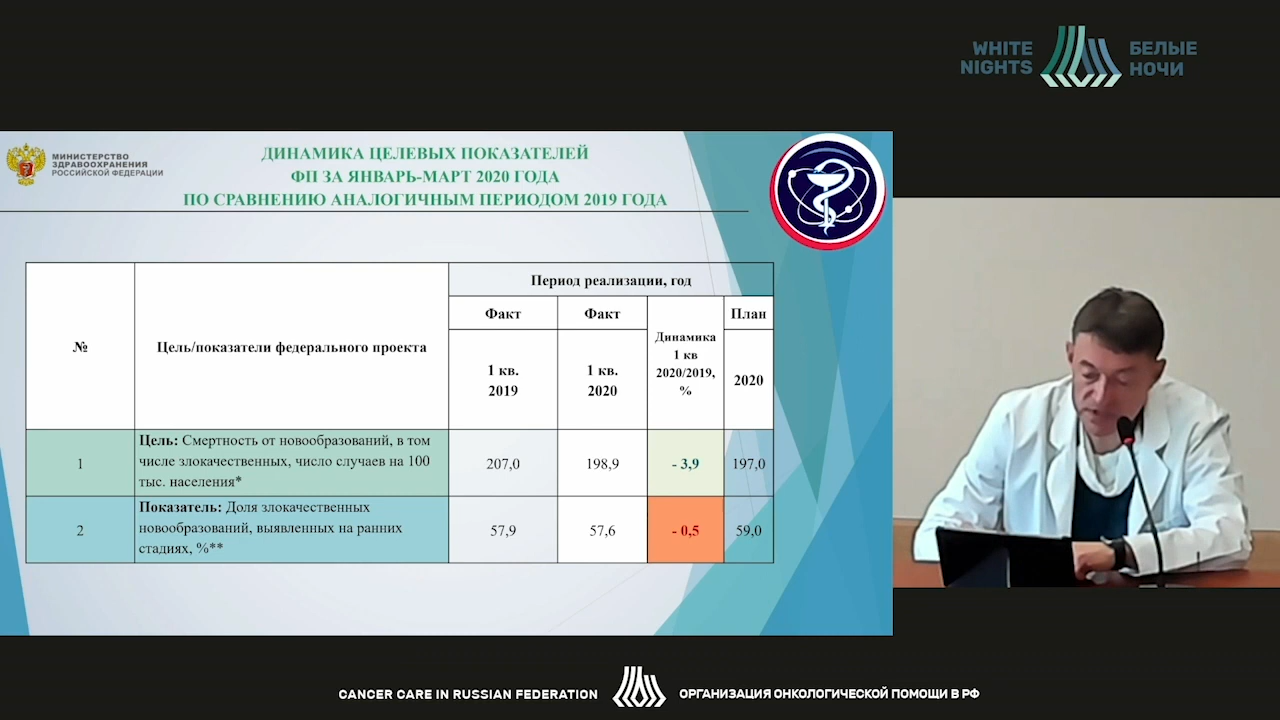 WHITE
NIGHTS
БЕЛЫЕ
НОЧИ
МИНИСТЕРСТВО
ЗДРАВООХРАНЕНИЯ
РОССИЙСКОЙ ФЕДЕРАЦИИ
ДИНАМИКА ЦЕЛЕВЫХ ПОКАЗАТЕЛЕЙ
ФП ЗА ЯНВАРЬ-МАРТ 2020 ГОДА
ПО СРАВНЕНИЮ АНАЛОГИЧНЫМ ПЕРИОДОМ 2019 ГОДА
№
Цель/показатели федерального проекта
Период реализации, год
Факт
Факт
Динамика
1 кв
2020/2019,
%
План
1 кв.
2019
1 кв.
2020
2020
1
Цель: Смертность от новообразований, в том
числе злокачественных, число случаев на 100
тыс. населения*
207,0
198,9
- 3,9
197,0
2
Показатель: Доля злокачественных
новообразований, выявленных на ранних
стадиях, %**
57,9
57,6
- 0,5
59,0
CANCER CARE IN RUSSIAN FEDERATION
ОРГАНИЗАЦИЯ ОНКОЛОГИЧЕСКОЙ ПОМОЩИ В РФ